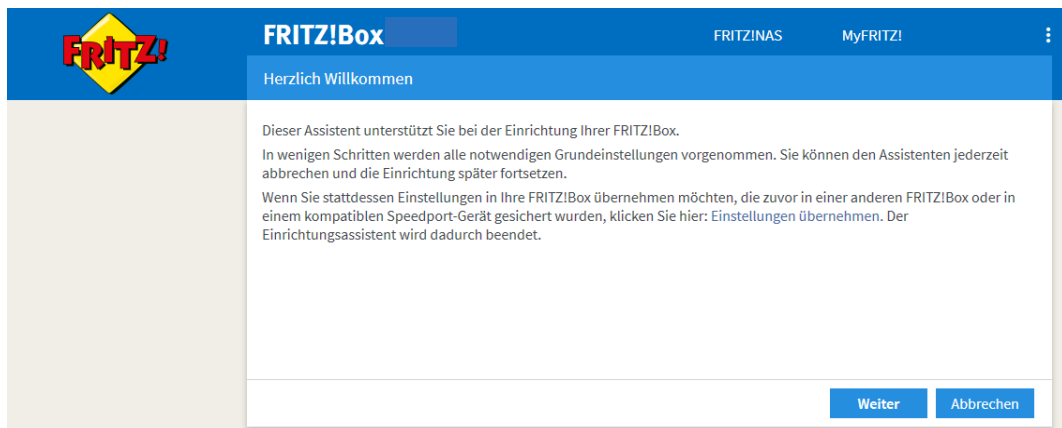 FRITZ!
FRITZ!Box
FRITZ!NAS
MyFRITZ!
Herzlich Willkommen
Dieser Assistent unterstützt Sie bei der Einrichtung Ihrer FRITZ!Box.
In wenigen Schritten werden alle notwendigen Grundeinstellungen vorgenommen. Sie können den Assistenten jederzeit
abbrechen und die Einrichtung später fortsetzen.
Wenn Sie stattdessen Einstellungen in Ihre FRITZ!Box übernehmen möchten, die zuvor in einer anderen FRITZ!Box oder in
einem kompatiblen Speedport-Gerät gesichert wurden, klicken Sie hier: Einstellungen übernehmen. Der
Einrichtungsassistent wird dadurch beendet.
Weiter
Abbrechen